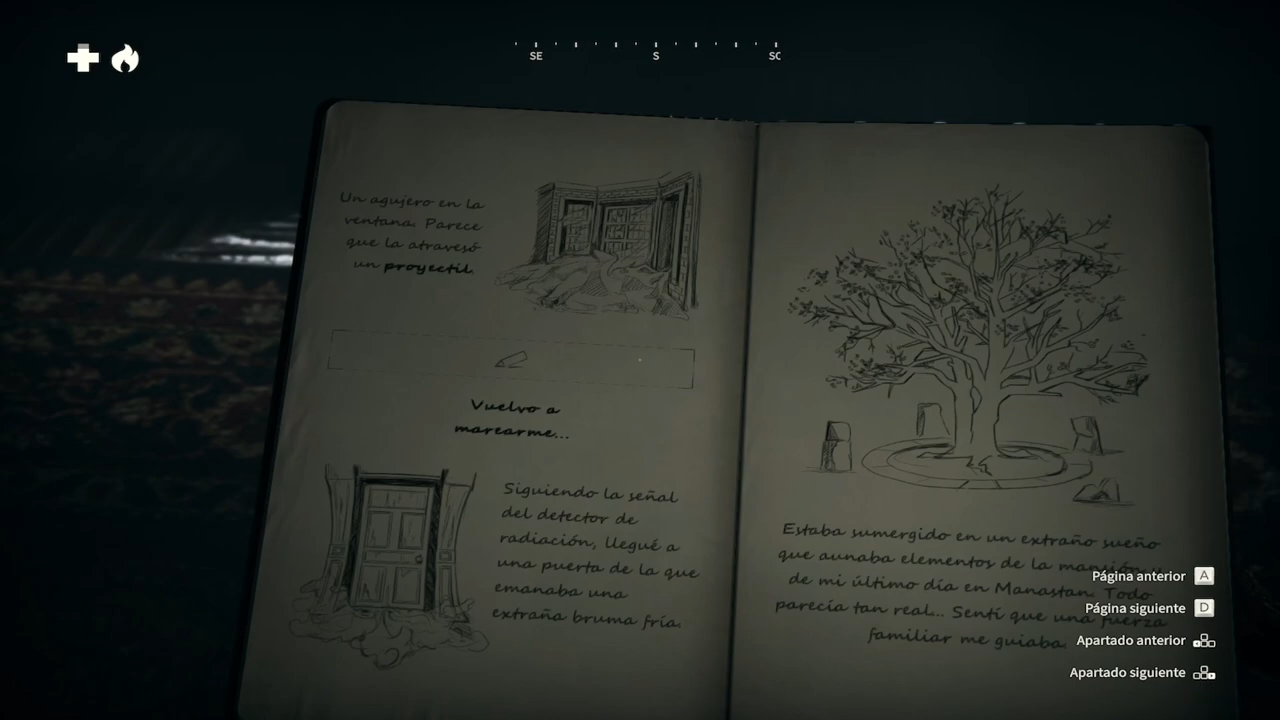 SE
S
SC
Un agujero en la
ventana. Parece
que la atravesó
un proyectil.
Vuelvo a
marearme...
Siguiendo la señal
del detector de
radiación, llegué a
una puerta de la que
emanaba una
extraña bruma fría.
Estaba sumergido en un extraño sueño
que aunaba elementos de la mansión y
de mi último día en Manastan. Todo
parecía tan real... Sentí que una fuerza
familiar me guiaba.
Página anterior A
Página siguiente D
Apartado anterior
Apartado siguiente